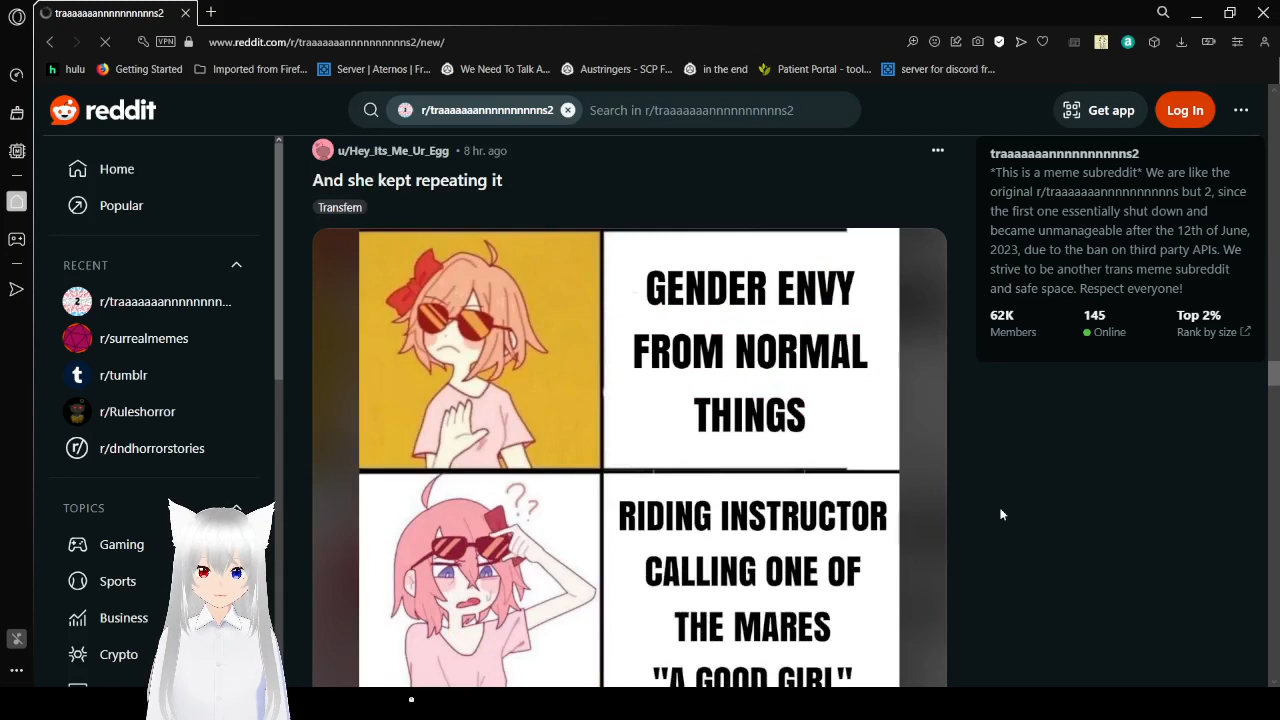 traaaaaaannnnnnnnnns2
VPN
www.reddit.com/r/traaaaaaannnnnnnnnns2/new/
hulu
Getting Started
Imported from Firef...
Server | Aternos | Fr...
We Need To Talk A...
Austringers - SCP F...
in the end
Patient Portal - tool...
server for discord fr...
reddit
r/traaaaaaannnnnnnnnns2
Search in r/traaaaaaannnnnnnnnns2
Get app
Log In
Home
Popular
RECENT
r/traaaaaaannnnnnnn...
r/surrealmemes
r/tumblr
r/Ruleshorror
r/dndhorrorstories
TOPICS
Gaming
Sports
Business
Crypto
u/Hey_Its_Me_Ur_Egg • 8 hr. ago
And she kept repeating it
Transfem
GENDER ENVY
FROM NORMAL
THINGS
RIDING INSTRUCTOR
CALLING ONE OF
THE MARES
"A GOOD GIRL"
traaaaaaannnnnnnnnns2
*This is a meme subreddit* We are like the
original r/traaaaaaannnnnnnnnns but 2, since
the first one essentially shut down and
became unmanageable after the 12th of June,
2023, due to the ban on third party APIs. We
strive to be another trans meme subreddit
and safe space. Respect everyone!
62K
Members
145
Online
Top 2%
Rank by size